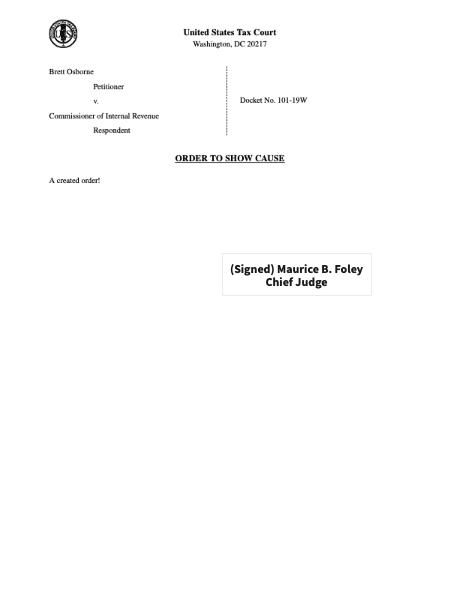 United States Tax Court
Washington, DC 20217
Brett Osborne
Petitioner
v.
Docket No. 101-19W
Commissioner of Internal Revenue
Respondent
ORDER TO SHOW CAUSE
A created order!
(Signed) Maurice B. Foley
Chief Judge